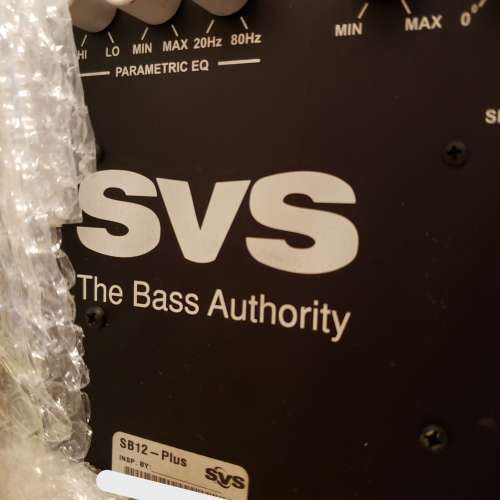 HI LO MIN MAX 20Hz 80Hz
PARAMETRIC EQ
MIN MAX 0°
SVS
The Bass Authority
SB12-Plus
INSP. BY:
SVS